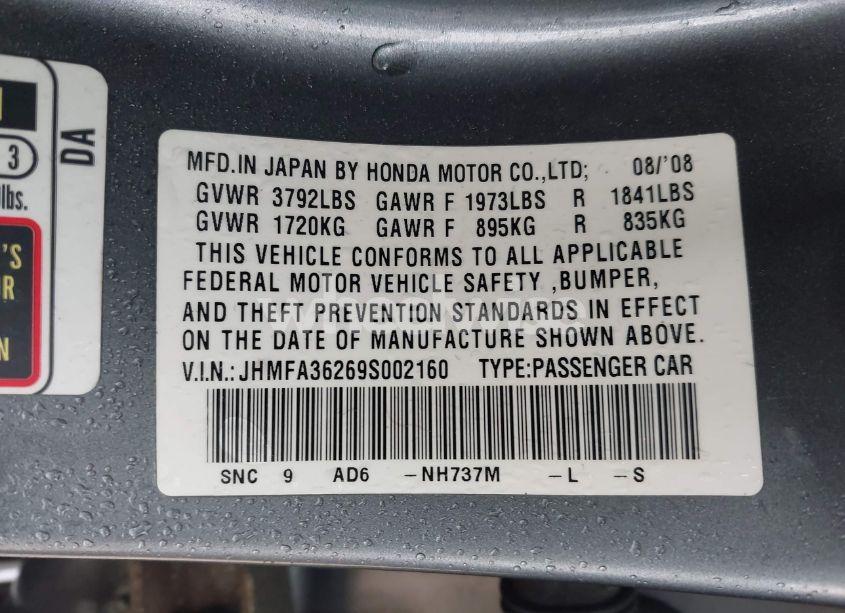 3
DA
lbs.
'S
R
N
MFD.IN JAPAN BY HONDA MOTOR CO.,LTD; 08/'08
GVWR 3792LBS GAWR F 1973LBS R 1841LBS
GVWR 1720KG GAWR F 895KG R 835KG
THIS VEHICLE CONFORMS TO ALL APPLICABLE
FEDERAL MOTOR VEHICLE SAFETY ,BUMPER,
AND THEFT PREVENTION STANDARDS IN EFFECT
ON THE DATE OF MANUFACTURE SHOWN ABOVE.
V.I.N.: JHMFA36269S002160 TYPE:PASSENGER CAR
SNC 9 AD6 -NH737M -L -S